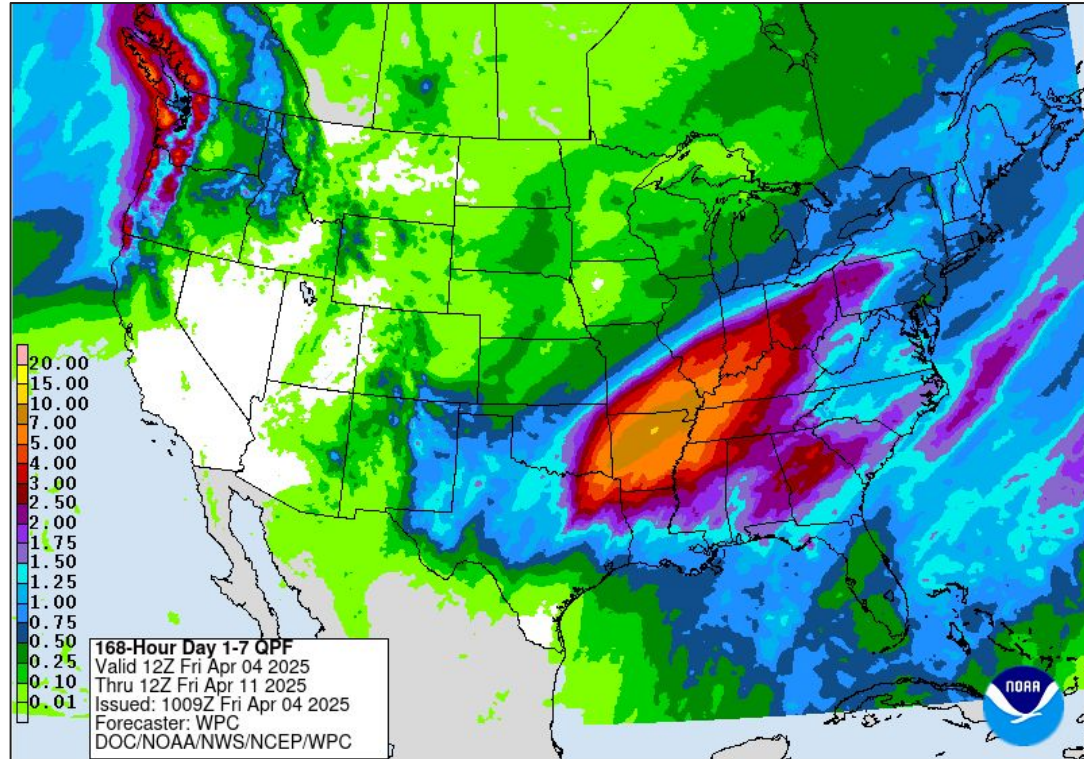 20.00
15.00
10.00
7.00
5.00
4.00
3.00
2.50
2.00
1.75
1.50
1.25
1.00
0.75
0.50
0.25
0.10
0.01
168-Hour Day 1-7 QPF
Valid 12Z Fri Apr 04 2025
Thru 12Z Fri Apr 11 2025
Issued: 1009Z Fri Apr 04 2025
Forecaster: WPC
DOC/NOAA/NWS/NCEP/WPC
NOAA